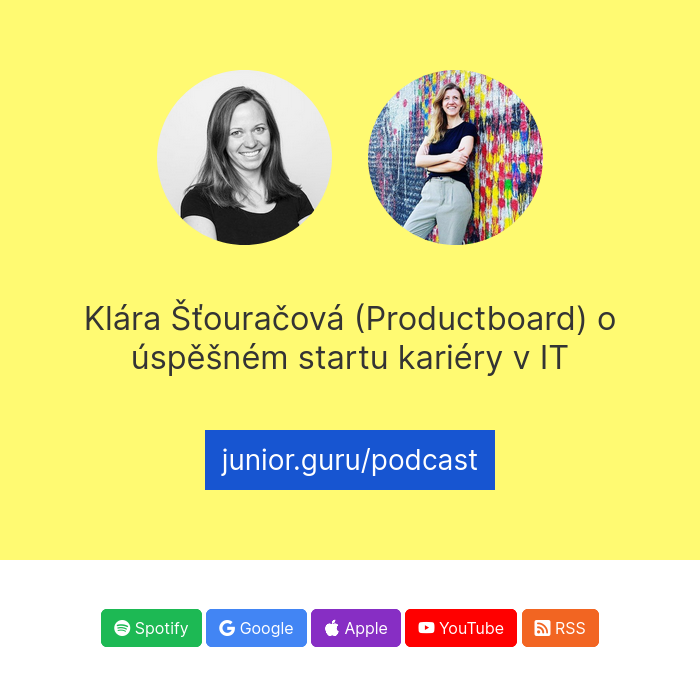 Klára Šťouračová (Productboard) o
úspěšném startu kariéry v IT
junior.guru/podcast
Spotify Google Apple YouTube RSS